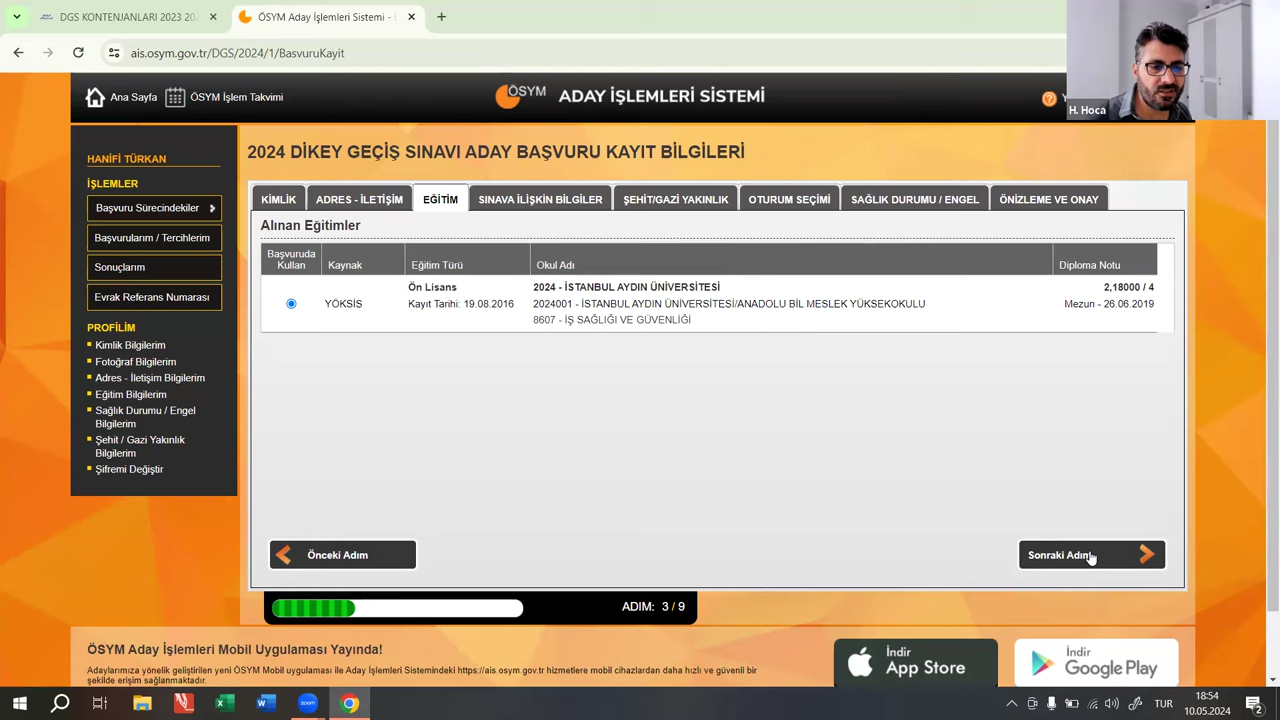 DGS KONTENJANLARI 2023 20
ÖSYM Aday İşlemleri Sistemi -
ais.osym.gov.tr/DGS/2024/1/BasvuruKayit
Ana Sayfa
ÖSYM İşlem Takvimi
ÖSYM
ADAY İŞLEMLERİ SİSTEMİ
H. Hoca
HANİFİ TÜRKAN
İŞLEMLER
Başvuru Sürecindekiler
Başvurularım / Tercihlerim
Sonuçlarım
Evrak Referans Numarası
PROFİLİM
Kimlik Bilgilerim
Fotoğraf Bilgilerim
Adres - İletişim Bilgilerim
Eğitim Bilgilerim
Sağlık Durumu / Engel
Bilgilerim
Şehit / Gazi Yakınlık
Bilgilerim
Şifremi Değiştir
2024 DİKEY GEÇİŞ SINAVI ADAY BAŞVURU KAYIT BİLGİLERİ
KİMLİK
ADRES - İLETİŞİM
EĞİTİM
SINAVA İLİŞKİN BİLGİLER
ŞEHİT/GAZİ YAKINLIK
OTURUM SEÇİMİ
SAĞLIK DURUMU / ENGEL
ÖNİZLEME VE ONAY
Alınan Eğitimler
Başvuruda
Kullan
Kaynak
Eğitim Türü
Okul Adı
Diploma Notu
Ön Lisans
2024 - İSTANBUL AYDIN ÜNİVERSİTESİ
2,18000 / 4
YÖKSİS
Kayıt Tarihi: 19.08.2016
2024001 - İSTANBUL AYDIN ÜNİVERSİTESİ/ANADOLU BİL MESLEK YÜKSEKOKULU
Mezun - 26.06.2019
8607 - İŞ SAĞLIĞI VE GÜVENLİĞİ
Önceki Adım
Sonraki Adım
ADIM: 3 / 9
ÖSYM Aday İşlemleri Mobil Uygulaması Yayında!
Adaylarımıza yönelik geliştirilen yeni ÖSYM Mobil uygulaması ile Aday İşlemleri Sistemindeki https://ais.osym.gov.tr hizmetlere mobil cihazlardan daha hızlı ve güvenli bir
şekilde erişim sağlanmaktadır.
İndir
App Store
İndir
Google Play
zoom
TUR
18:54
10.05.2024
2